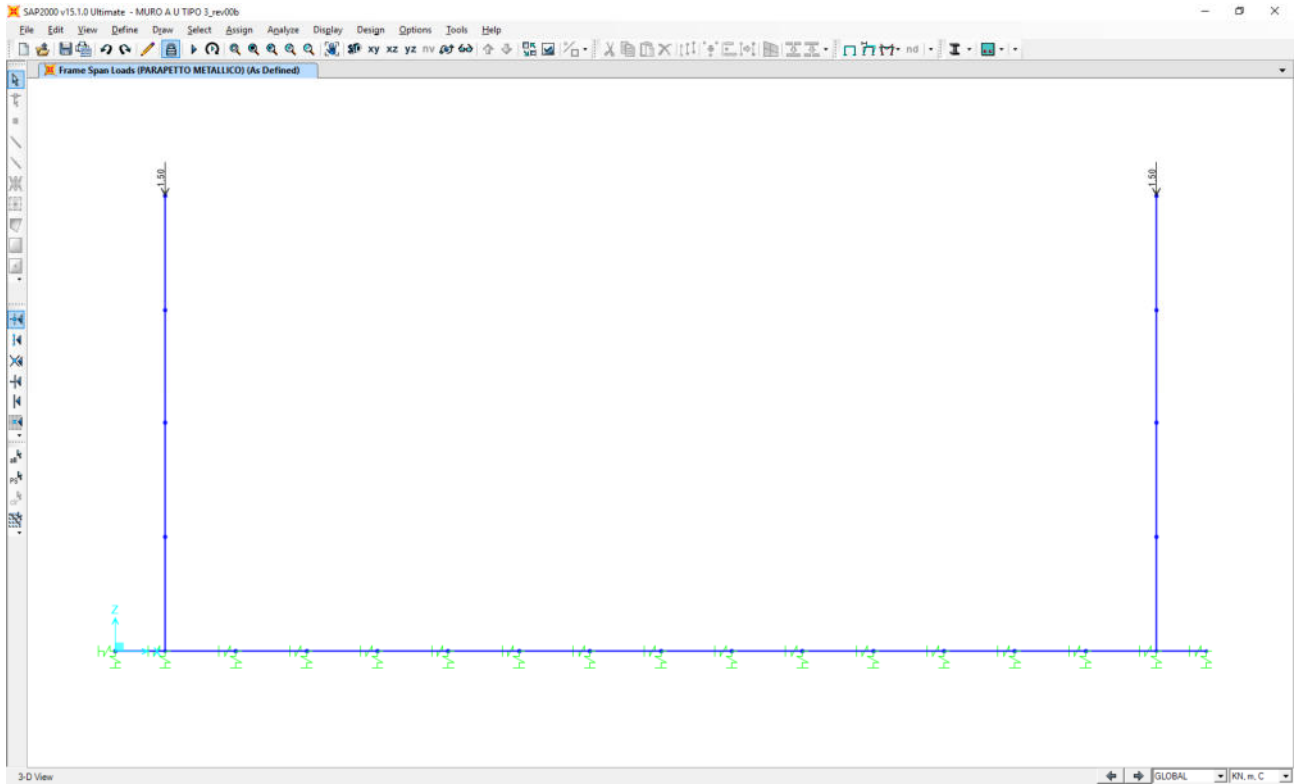 SAP2000 v15.1.0 Ultimate - MURO A U TIPO 3_rev00b
File Edit View Define Draw Select Assign Analyze Display Design Options Tools Help
xy xz yz nv nd
Frame Span Loads (PARAPETTO METALLICO) (As Defined)
1.50
1.50
Z
X
3-D View
GLOBAL
KN, m, C